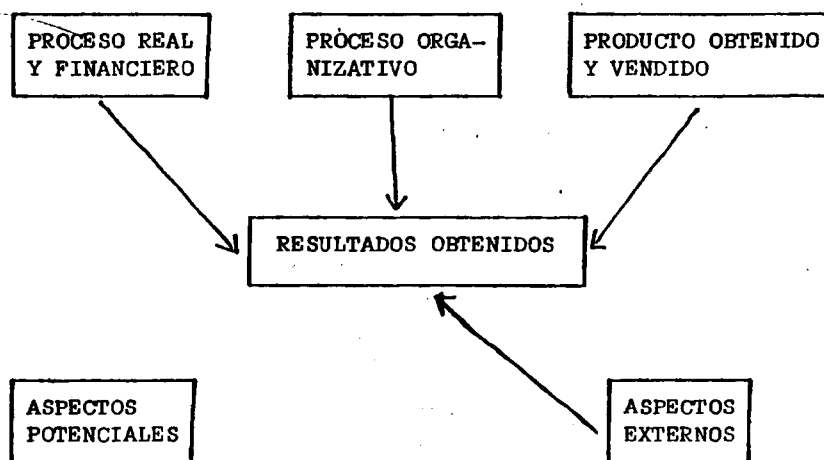 PROCESO REAL
Y FINANCIERO
PROCESO ORGA-
NIZATIVO
PRODUCTO OBTENIDO
Y VENDIDO
RESULTADOS OBTENIDOS
ASPECTOS
POTENCIALES
ASPECTOS
EXTERNOS